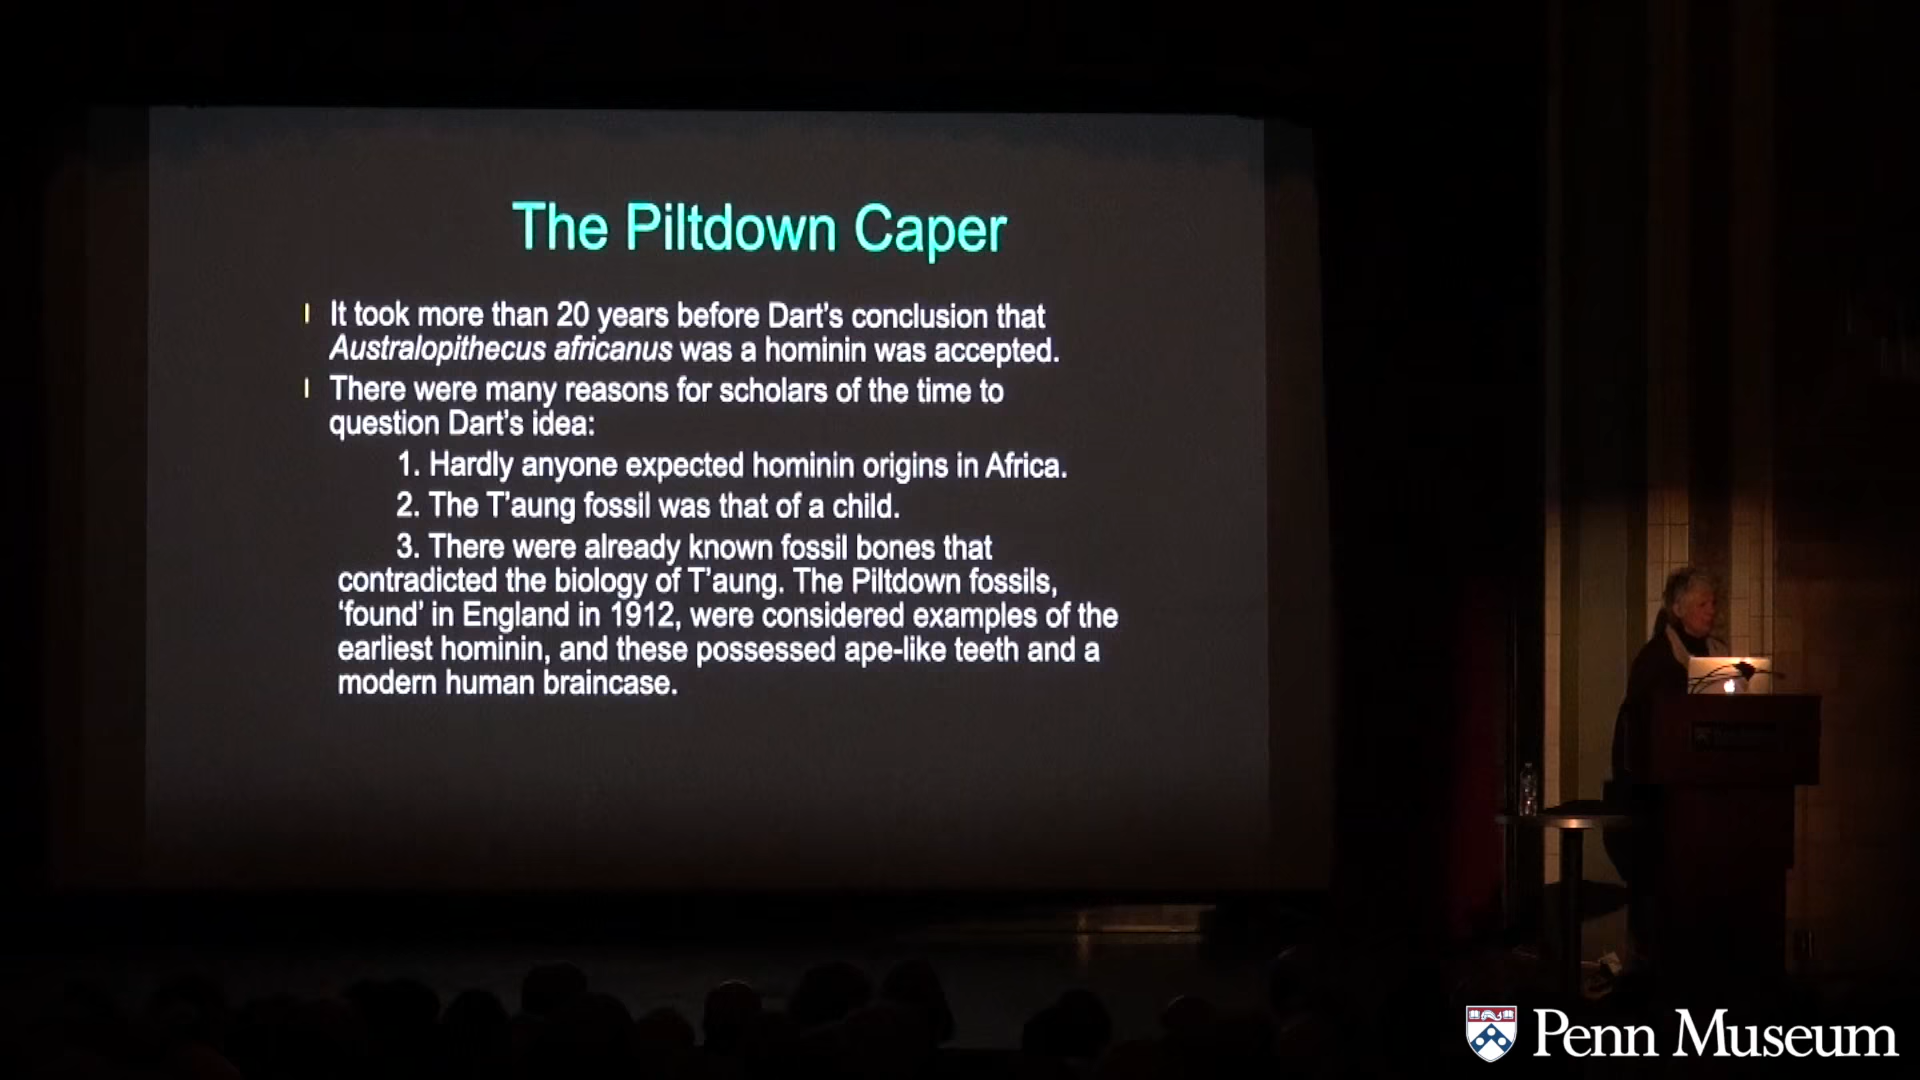 The Piltdown Caper
It took more than 20 years before Dart's conclusion that
Australopithecus africanus was a hominin was accepted.
There were many reasons for scholars of the time to
question Dart's idea:
1. Hardly anyone expected hominin origins in Africa.
2. The T'aung fossil was that of a child.
3. There were already known fossil bones that
contradicted the biology of T'aung. The Piltdown fossils,
'found' in England in 1912, were considered examples of the
earliest hominin, and these possessed ape-like teeth and a
modern human braincase.
Penn Museum